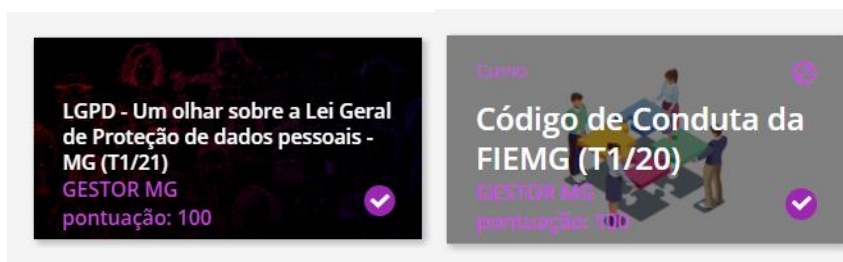 LGPD - Um olhar sobre a Lei Geral
de Proteção de dados pessoais -
MG (T1/21)
GESTOR MG
pontuação: 100
Curso
Código de Conduta da
FIEMG (T1/20)
GESTOR MG
pontuação: 100